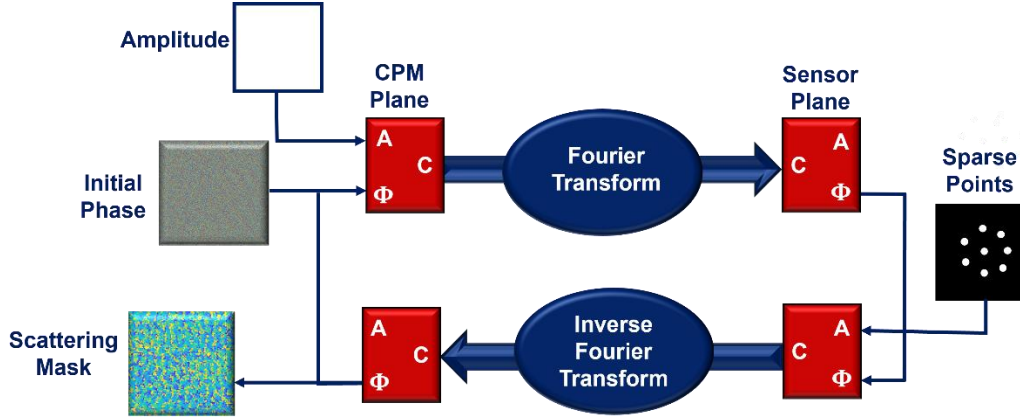 Amplitude
CPM
Plane
Sensor
Plane
A
C
Φ
Fourier
Transform
A
C
Φ
Initial
Phase
Sparse
Points
Scattering
Mask
A
C
Φ
Inverse
Fourier
Transform
A
C
Φ